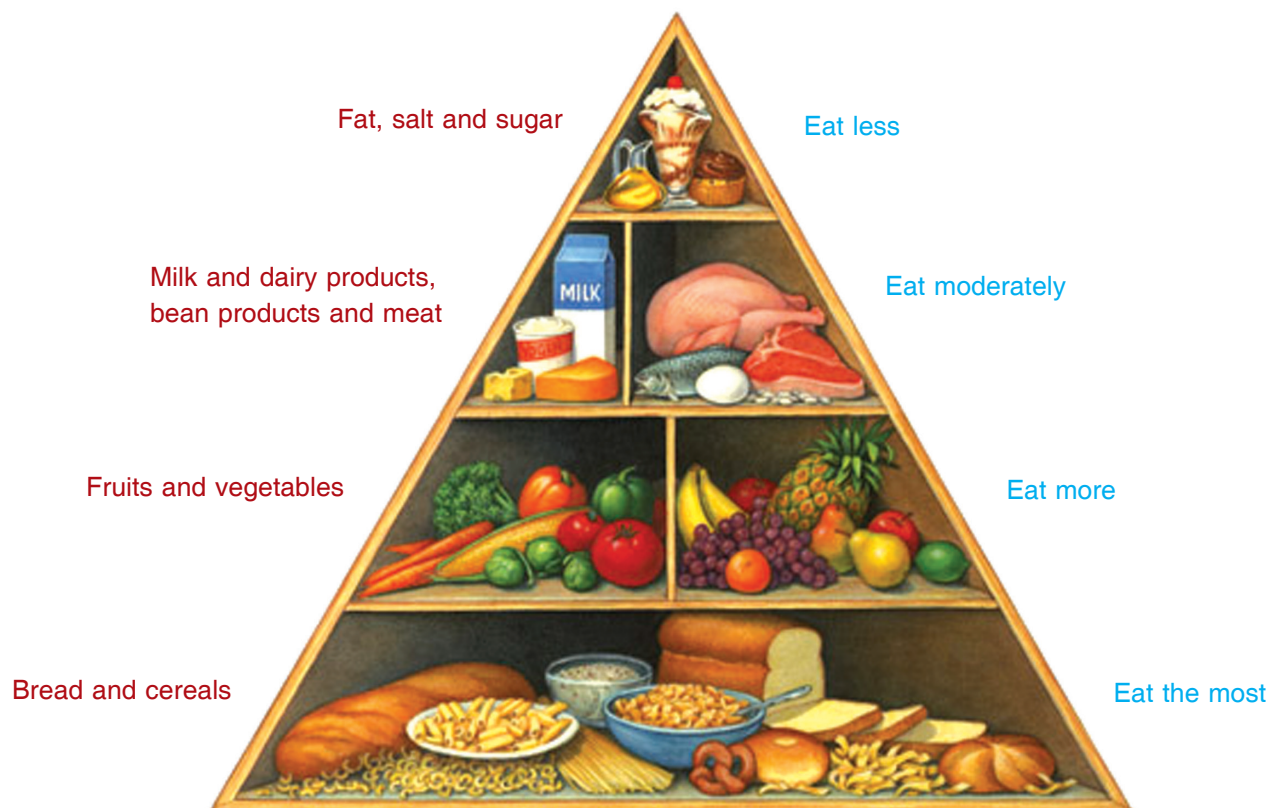 Fat, salt and sugar
Eat less
Milk and dairy products,
bean products and meat
Eat moderately
MILK
Fruits and vegetables
Eat more
Bread and cereals
Eat the most